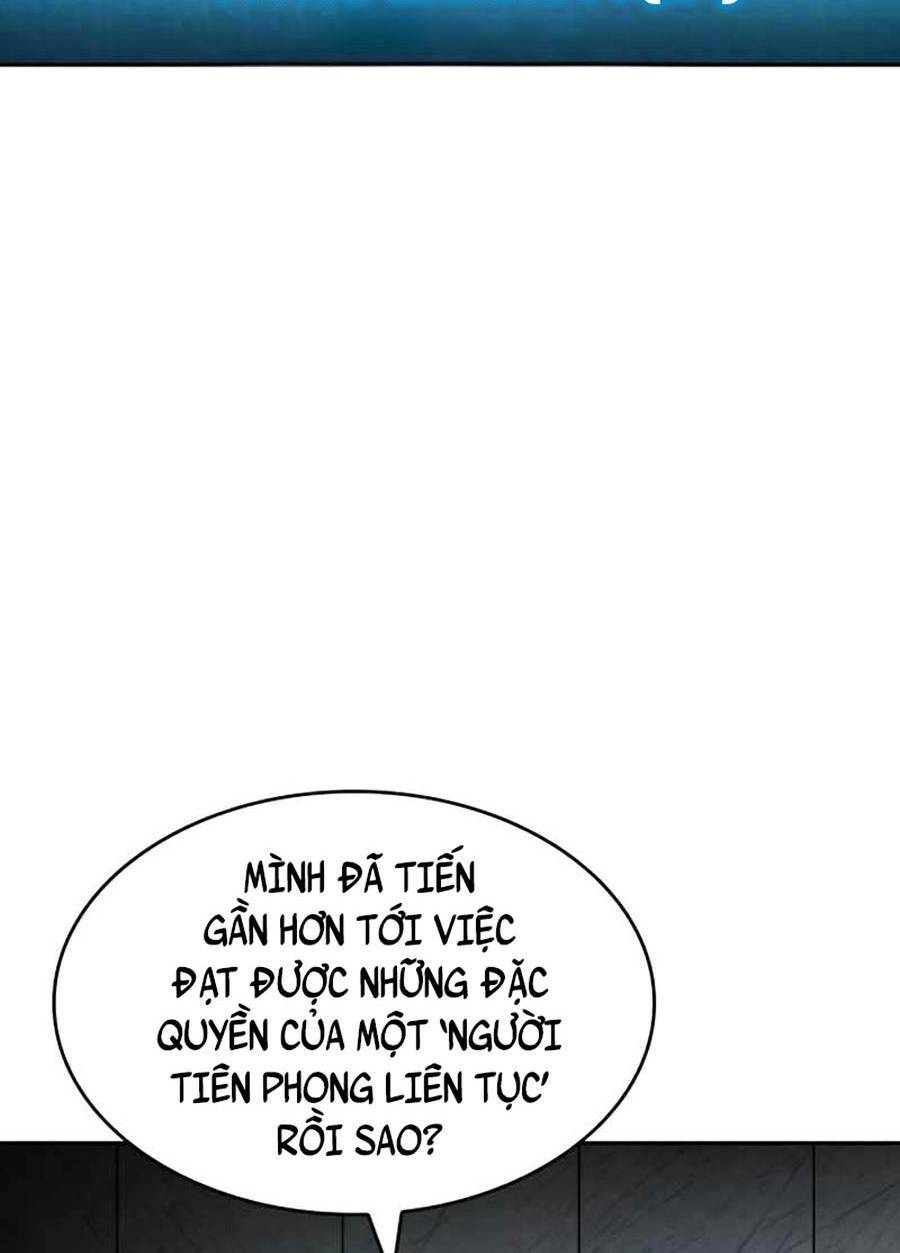 MÌNH ĐÃ TIẾN
GẦN HƠN TỚI VIỆC
ĐẠT ĐƯỢC NHỮNG ĐẶC
QUYỀN CỦA MỘT 'NGƯỜI
TIÊN PHONG LIÊN TỤC'
RỒI SAO?